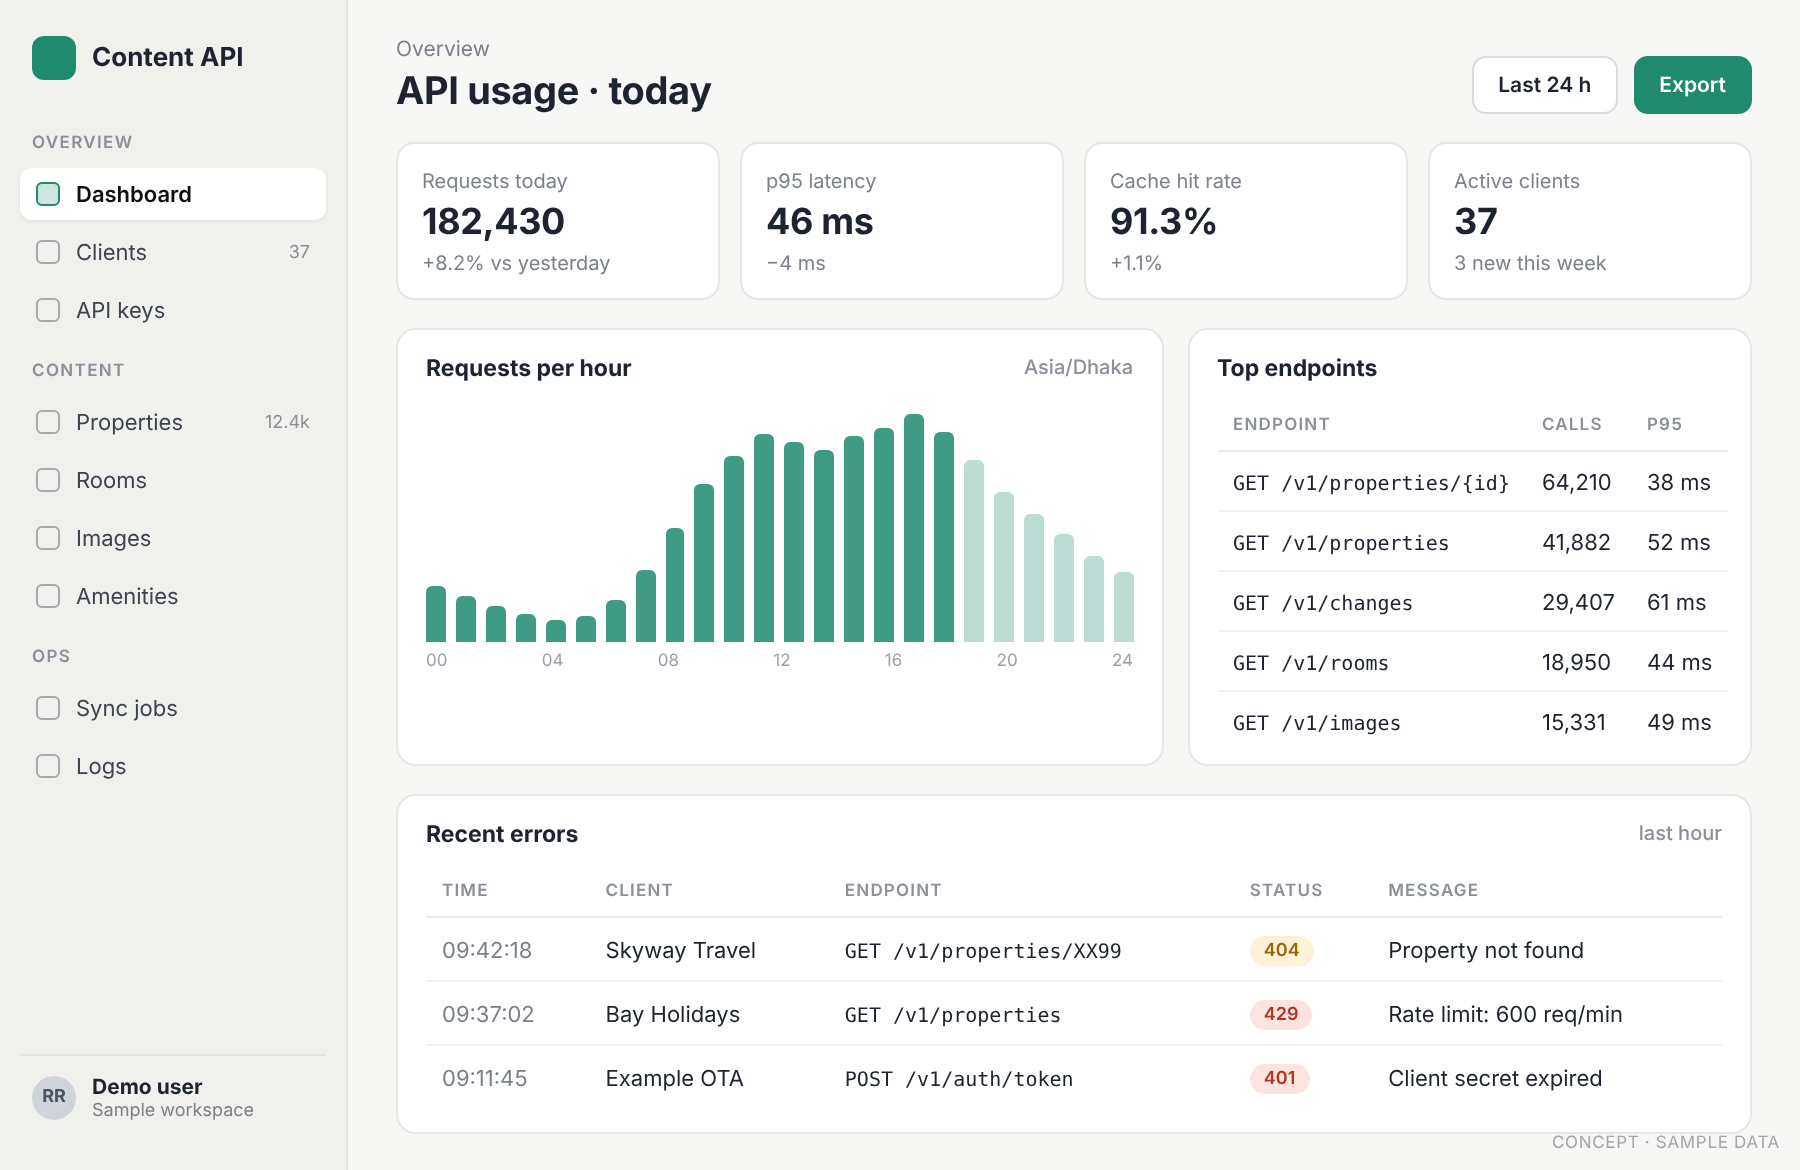 Content API
OVERVIEW
Dashboard
Clients 37
API keys
CONTENT
Properties 12.4k
Rooms
Images
Amenities
OPS
Sync jobs
Logs
RR
Demo user
Sample workspace
Overview
API usage · today
Last 24 h
Export
Requests today
182,430
+8.2% vs yesterday
p95 latency
46 ms
−4 ms
Cache hit rate
91.3%
+1.1%
Active clients
37
3 new this week
Requests per hour Asia/Dhaka
00 04 08 12 16 20 24
Top endpoints
ENDPOINT CALLS P95
GET /v1/properties/{id} 64,210 38 ms
GET /v1/properties 41,882 52 ms
GET /v1/changes 29,407 61 ms
GET /v1/rooms 18,950 44 ms
GET /v1/images 15,331 49 ms
Recent errors last hour
TIME CLIENT ENDPOINT STATUS MESSAGE
09:42:18 Skyway Travel GET /v1/properties/XX99 404 Property not found
09:37:02 Bay Holidays GET /v1/properties 429 Rate limit: 600 req/min
09:11:45 Example OTA POST /v1/auth/token 401 Client secret expired
CONCEPT · SAMPLE DATA